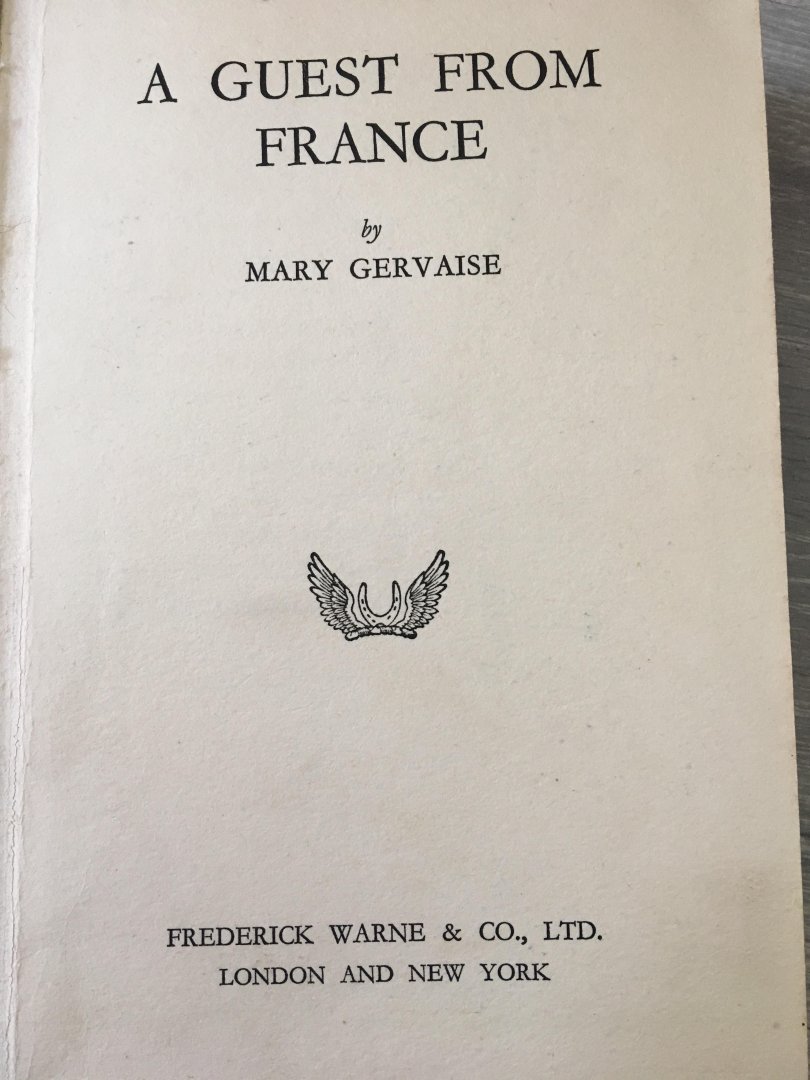 A GUEST FROM
FRANCE
by
MARY GERVAISE
FREDERICK WARNE & CO., LTD.
LONDON AND NEW YORK